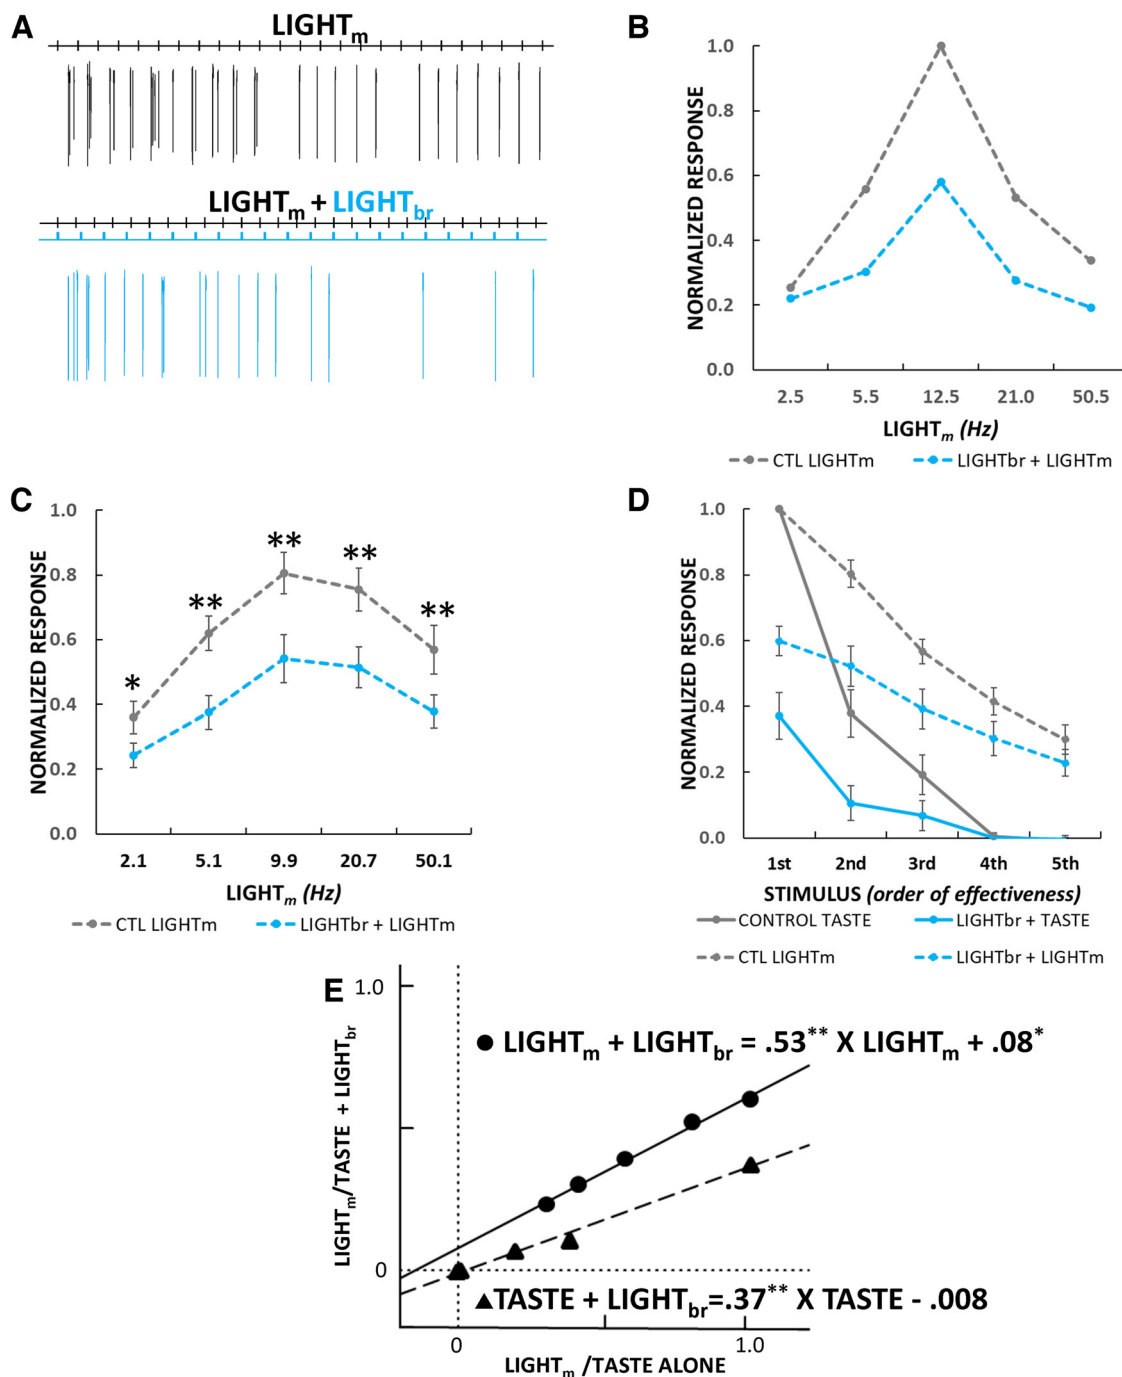 A
LIGHTm
LIGHTm + LIGHTbr
B
NORMALIZED RESPONSE
1.0
0.8
0.6
0.4
0.2
0.0
2.5 5.5 12.5 21.0 50.5
LIGHTm (Hz)
CTL LIGHTm LIGHTbr + LIGHTm
C
NORMALIZED RESPONSE
1.0
0.8
0.6
0.4
0.2
0.0
* ** ** ** **
2.1 5.1 9.9 20.7 50.1
LIGHTm (Hz)
CTL LIGHTm LIGHTbr + LIGHTm
D
NORMALIZED RESPONSE
1.0
0.8
0.6
0.4
0.2
0.0
1st 2nd 3rd 4th 5th
STIMULUS (order of effectiveness)
CONTROL TASTE LIGHTbr + TASTE
CTL LIGHTm LIGHTbr + LIGHTm
E
LIGHTm/TASTE + LIGHTbr
1.0
0
LIGHTm + LIGHTbr = .53** X LIGHTm + .08*
TASTE + LIGHTbr=.37** X TASTE - .008
0 1.0
LIGHTm /TASTE ALONE